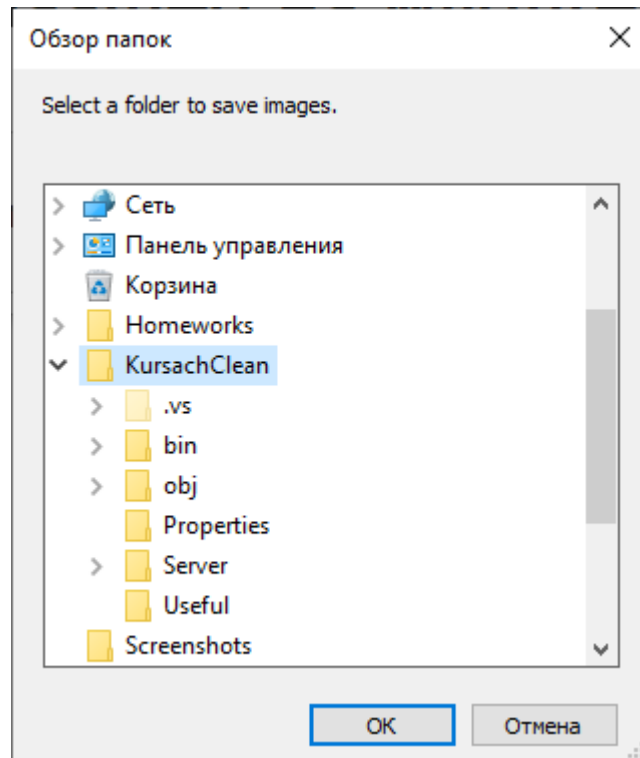 Обзор папок
Select a folder to save images.
Сеть
Панель управления
Корзина
Homeworks
KursachClean
.vs
bin
obj
Properties
Server
Useful
Screenshots
OK Отмена